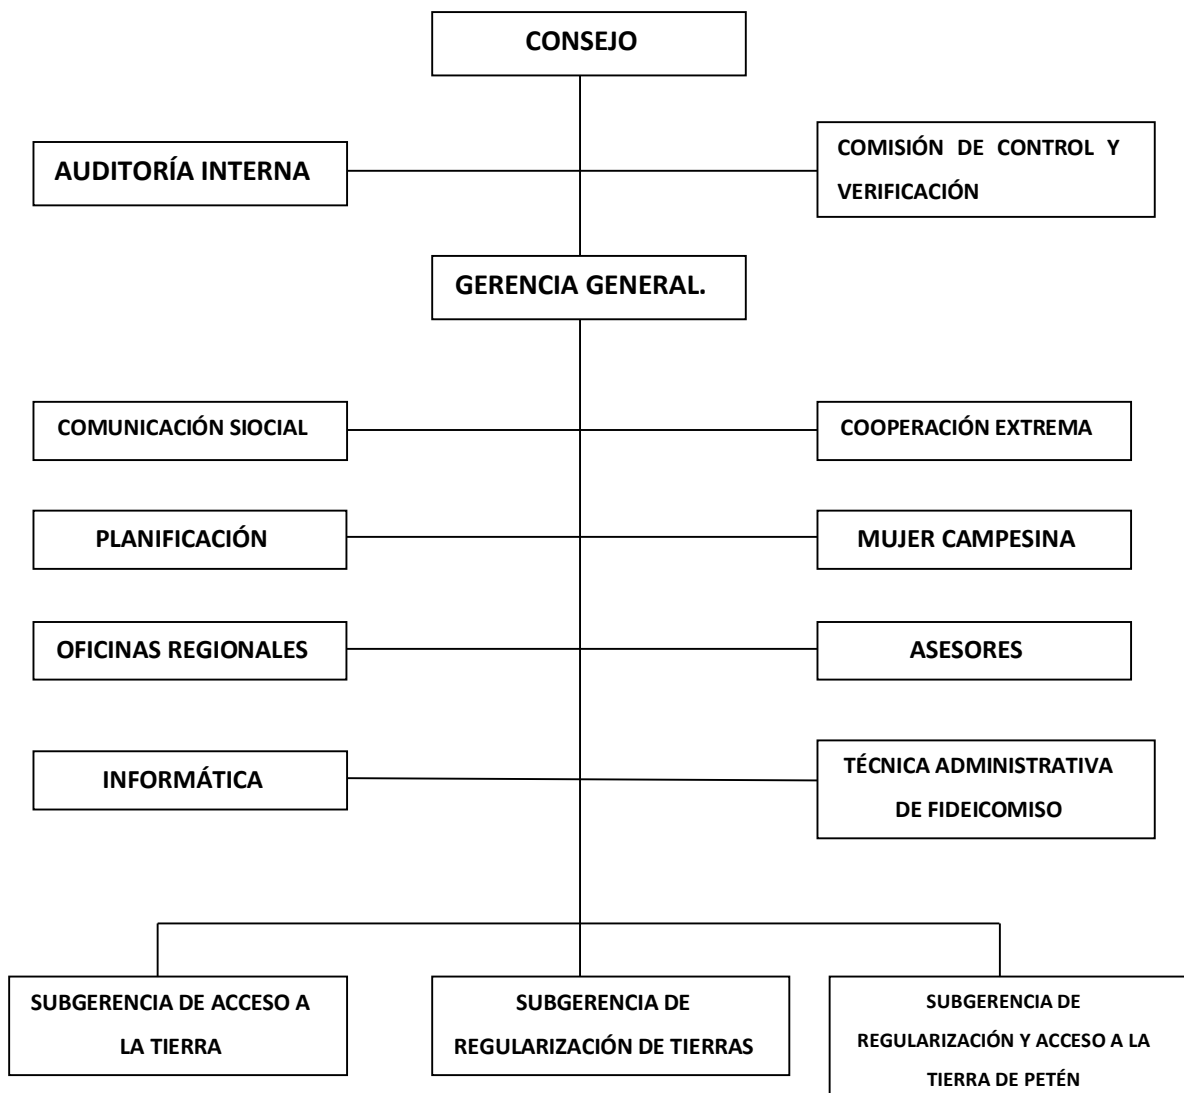 CONSEJO
AUDITORÍA INTERNA
COMISIÓN DE CONTROL Y
VERIFICACIÓN
GERENCIA GENERAL.
COMUNICACIÓN SIOCIAL
COOPERACIÓN EXTREMA
PLANIFICACIÓN
MUJER CAMPESINA
OFICINAS REGIONALES
ASESORES
INFORMÁTICA
TÉCNICA ADMINISTRATIVA
DE FIDEICOMISO
SUBGERENCIA DE ACCESO A
LA TIERRA
SUBGERENCIA DE
REGULARIZACIÓN DE TIERRAS
SUBGERENCIA DE
REGULARIZACIÓN Y ACCESO A LA
TIERRA DE PETÉN